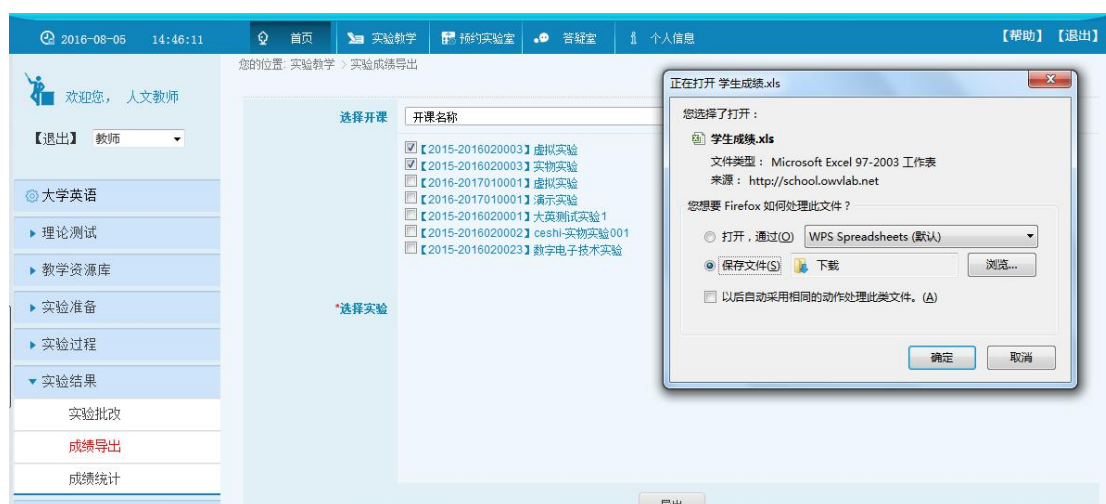 2016-08-05 14:46:11 首页 实验教学 预约实验室 答疑室 个人信息 【帮助】 【退出】
您的位置: 实验教学 > 实验成绩导出
欢迎您, 人文教师
【退出】 教师
大学英语
理论测试
教学资源库
实验准备
实验过程
实验结果
实验批改
成绩导出
成绩统计
选择开课 开课名称
*选择实验
【2015-2016020003】虚拟实验
【2015-2016020003】实物实验
【2016-2017010001】虚拟实验
【2016-2017010001】演示实验
【2015-2016020001】大英测试实验1
【2015-2016020002】ceshi-实物实验001
【2015-2016020023】数字电子技术实验
导出
正在打开 学生成绩.xls
您选择了打开：
学生成绩.xls
文件类型： Microsoft Excel 97-2003 工作表
来源： http://school.owvlab.net
您想要 Firefox 如何处理此文件？
打开，通过(O) WPS Spreadsheets (默认)
保存文件(S) 下载 浏览...
以后自动采用相同的动作处理此类文件。(A)
确定 取消